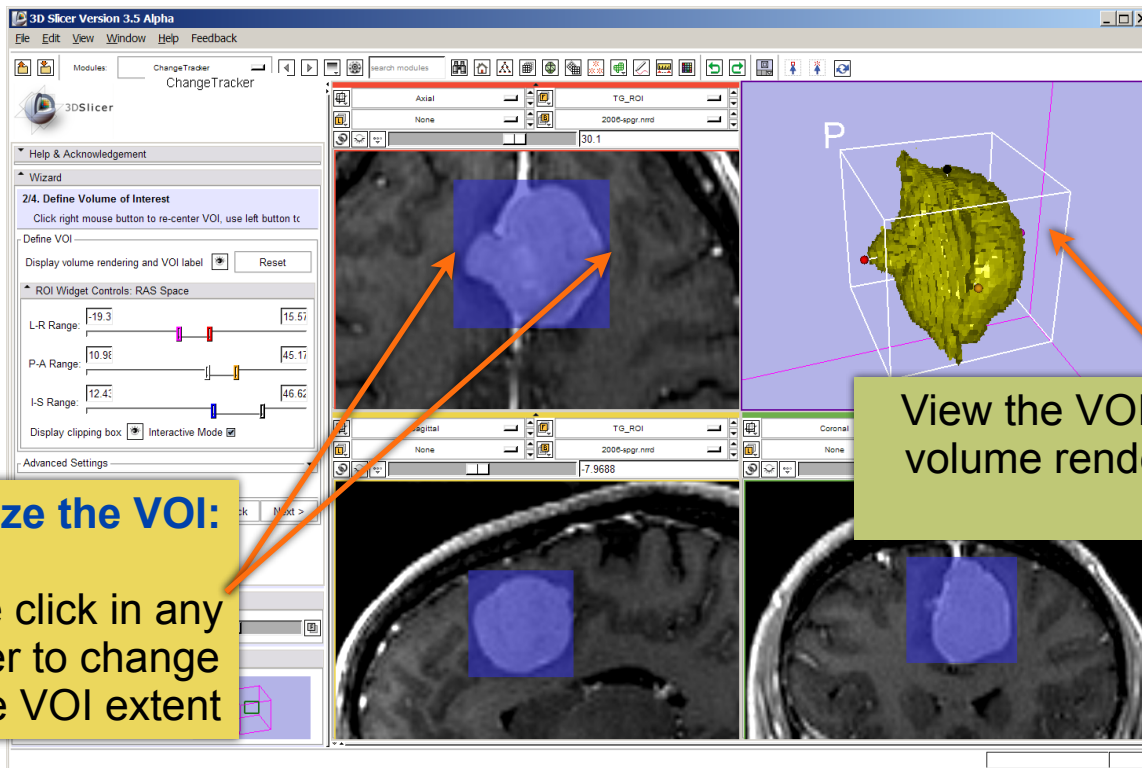 3D Slicer Version 3.5 Alpha
File Edit View Window Help Feedback
Modules: ChangeTracker search modules
ChangeTracker
3DSlicer
Help & Acknowledgement
Wizard
2/4. Define Volume of Interest
Click right mouse button to re-center VOI, use left button to
Define VOI
Display volume rendering and VOI label Reset
ROI Widget Controls: RAS Space
L-R Range: -19.3 15.57
P-A Range: 10.98 45.17
I-S Range: 12.43 46.62
Display clipping box Interactive Mode
Advanced Settings
ck Next >
ze the VOI:
e click in any
er to change
e VOI extent
Axial TG_ROI
None 2006-spgr.nrrd
30.1
P
View the VOI
volume rende
Sagittal TG_ROI
None 2006-spgr.nrrd
-7.9688
Coronal
None